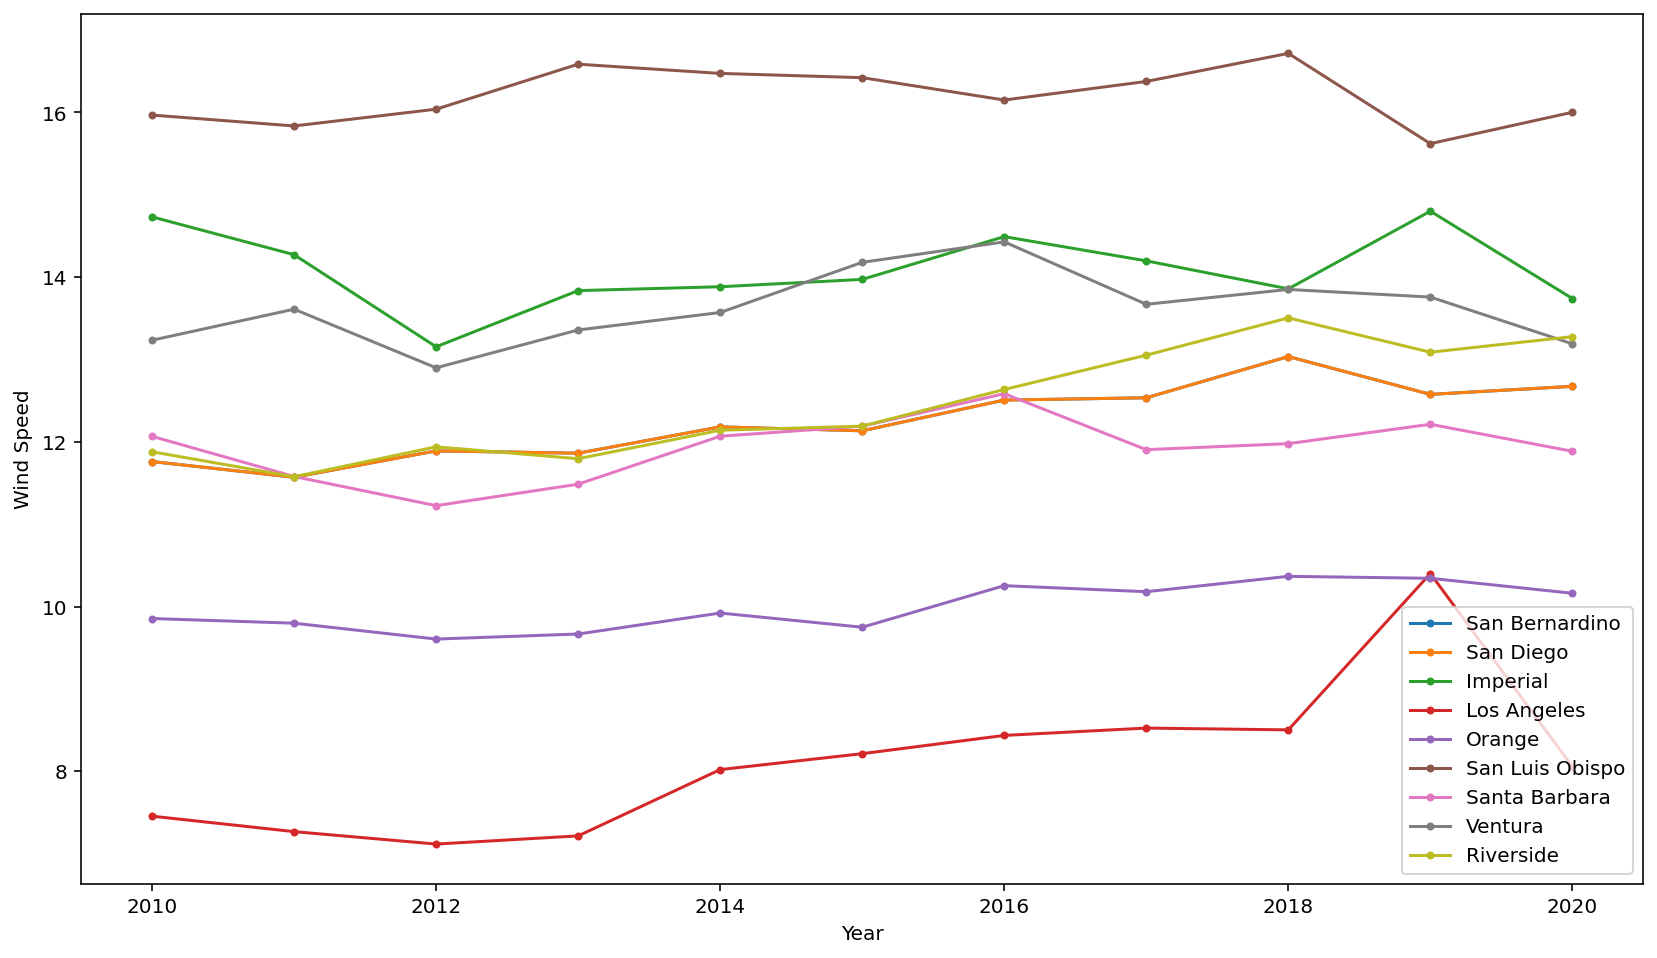 16
14
12
10
8
Wind Speed
San Bernardino
San Diego
Imperial
Los Angeles
Orange
San Luis Obispo
Santa Barbara
Ventura
Riverside
2010 2012 2014 2016 2018 2020
Year